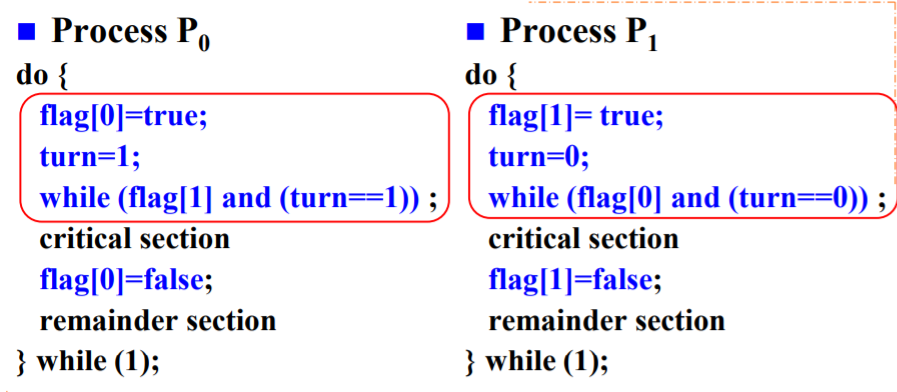 ■ Process P0
do {
flag[0]=true;
turn=1;
while (flag[1] and (turn==1)) ;
critical section
flag[0]=false;
remainder section
} while (1);
■ Process P1
do {
flag[1]= true;
turn=0;
while (flag[0] and (turn==0)) ;
critical section
flag[1]=false;
remainder section
} while (1);